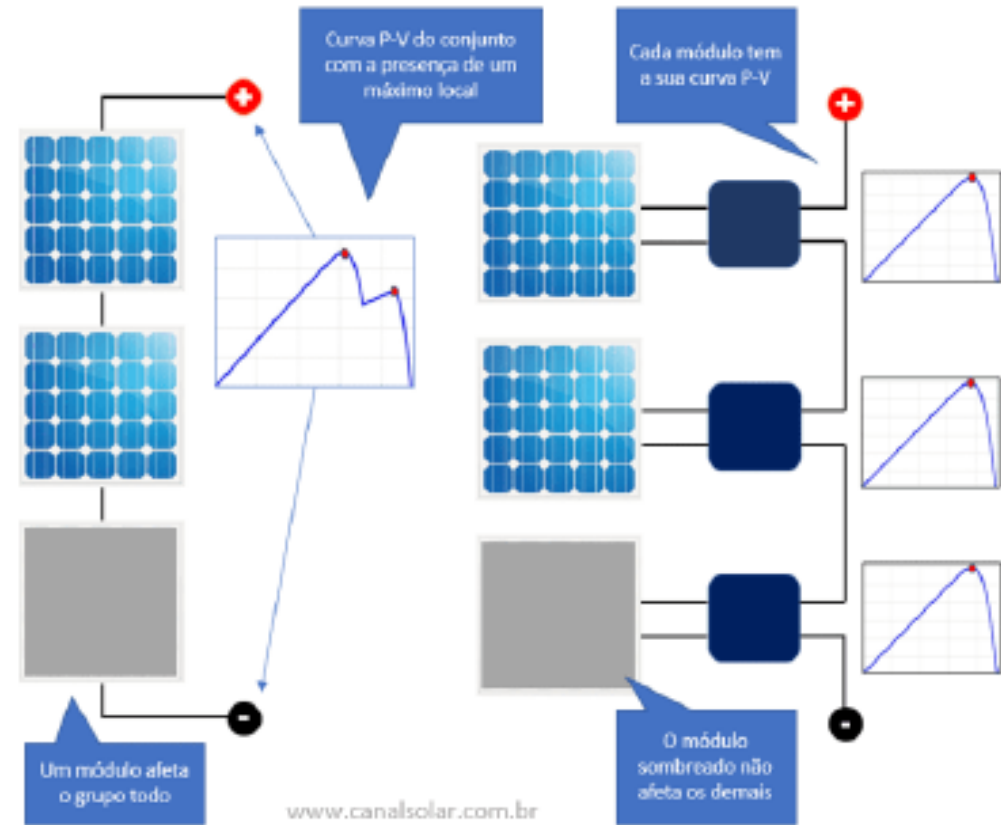 Curva P-V do conjunto
com a presença de um
máximo local
Cada módulo tem
a sua curva P-V
+
+
Um módulo afeta
o grupo todo
-
O módulo
sombreado não
afeta os demais
-
www.canalsolar.com.br